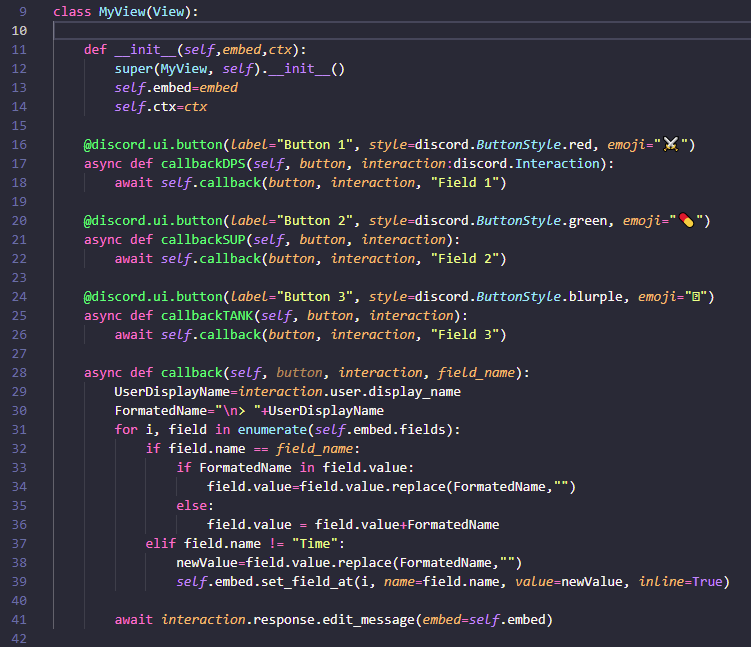 9 class MyView(View):
10
11     def __init__(self,embed,ctx):
12         super(MyView, self).__init__()
13         self.embed=embed
14         self.ctx=ctx
15
16     @discord.ui.button(label="Button 1", style=discord.ButtonStyle.red, emoji="⚔️")
17     async def callbackDPS(self, button, interaction:discord.Interaction):
18         await self.callback(button, interaction, "Field 1")
19
20     @discord.ui.button(label="Button 2", style=discord.ButtonStyle.green, emoji="💊")
21     async def callbackSUP(self, button, interaction):
22         await self.callback(button, interaction, "Field 2")
23
24     @discord.ui.button(label="Button 3", style=discord.ButtonStyle.blurple, emoji="")
25     async def callbackTANK(self, button, interaction):
26         await self.callback(button, interaction, "Field 3")
27
28     async def callback(self, button, interaction, field_name):
29         UserDisplayName=interaction.user.display_name
30         FormatedName="\n> "+UserDisplayName
31         for i, field in enumerate(self.embed.fields):
32             if field.name == field_name:
33                 if FormatedName in field.value:
34                     field.value=field.value.replace(FormatedName,"")
35                 else:
36                     field.value = field.value+FormatedName
37             elif field.name != "Time":
38                 newValue=field.value.replace(FormatedName,"")
39                 self.embed.set_field_at(i, name=field.name, value=newValue, inline=True)
40
41         await interaction.response.edit_message(embed=self.embed)
42